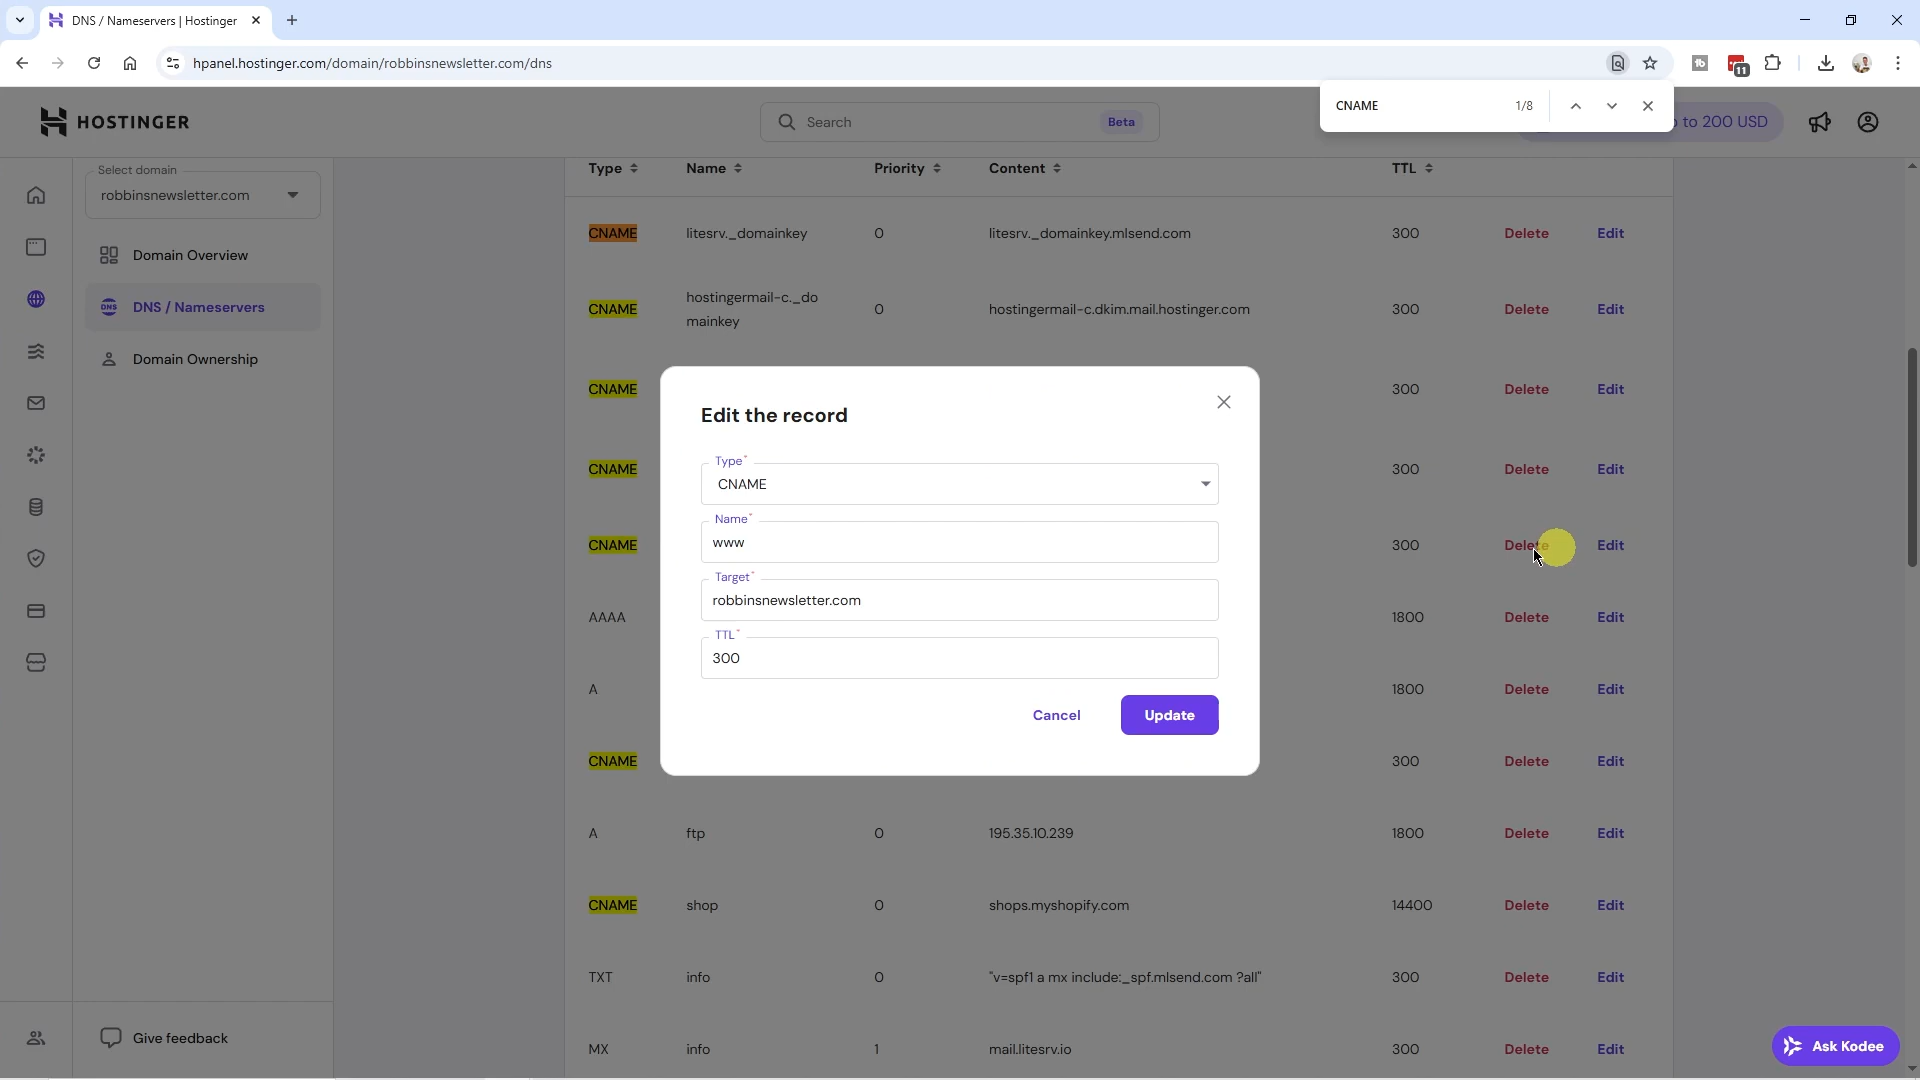 DNS / Nameservers | Hostinger
hpanel.hostinger.com/domain/robbinsnewsletter.com/dns
11
CNAME 1/8
HOSTINGER
Search Beta
to 200 USD
Select domain
robbinsnewsletter.com
Domain Overview
DNS / Nameservers
Domain Ownership
Give feedback
Type Name Priority Content TTL
CNAME litesrv._domainkey 0 litesrv._domainkey.mlsend.com 300 Delete Edit
CNAME hostingermail-c._do
mainkey 0 hostingermail-c.dkim.mail.hostinger.com 300 Delete Edit
CNAME 300 Delete Edit
CNAME 300 Delete Edit
CNAME 300 Delete Edit
AAAA 1800 Delete Edit
A 1800 Delete Edit
CNAME 300 Delete Edit
A ftp 0 195.35.10.239 1800 Delete Edit
CNAME shop 0 shops.myshopify.com 14400 Delete Edit
TXT info 0 "v=spf1 a mx include:_spf.mlsend.com ?all" 300 Delete Edit
MX info 1 mail.litesrv.io 300 Delete Edit
Edit the record
Type*
CNAME
Name*
www
Target*
robbinsnewsletter.com
TTL*
300
Cancel Update
Ask Kodee